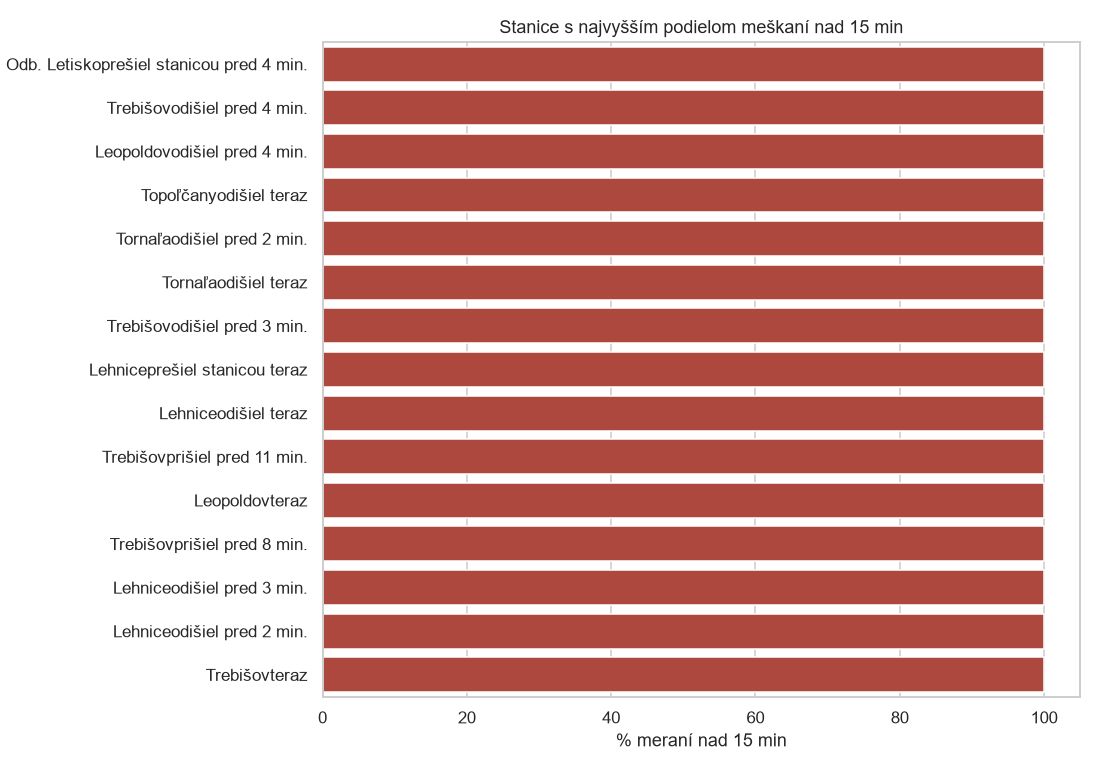 Stanice s najvyšším podielom meškaní nad 15 min
Odb. Letiskoprešiel stanicou pred 4 min.
Trebišovodišiel pred 4 min.
Leopoldovodišiel pred 4 min.
Topoľčanyodišiel teraz
Tornaľaodišiel pred 2 min.
Tornaľaodišiel teraz
Trebišovodišiel pred 3 min.
Lehniceprešiel stanicou teraz
Lehniceodišiel teraz
Trebišovprišiel pred 11 min.
Leopoldovteraz
Trebišovprišiel pred 8 min.
Lehniceodišiel pred 3 min.
Lehniceodišiel pred 2 min.
Trebišovteraz
0 20 40 60 80 100
% meraní nad 15 min